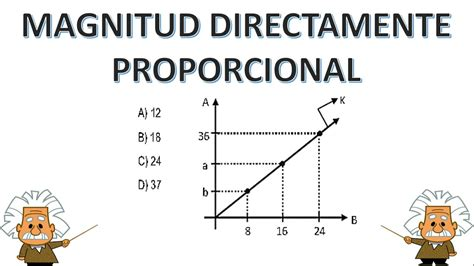 MAGNITUD DIRECTAMENTE
PROPORCIONAL
A) 12
B) 18
C) 24
D) 37
A
K
36
a
b
8 16 24
B